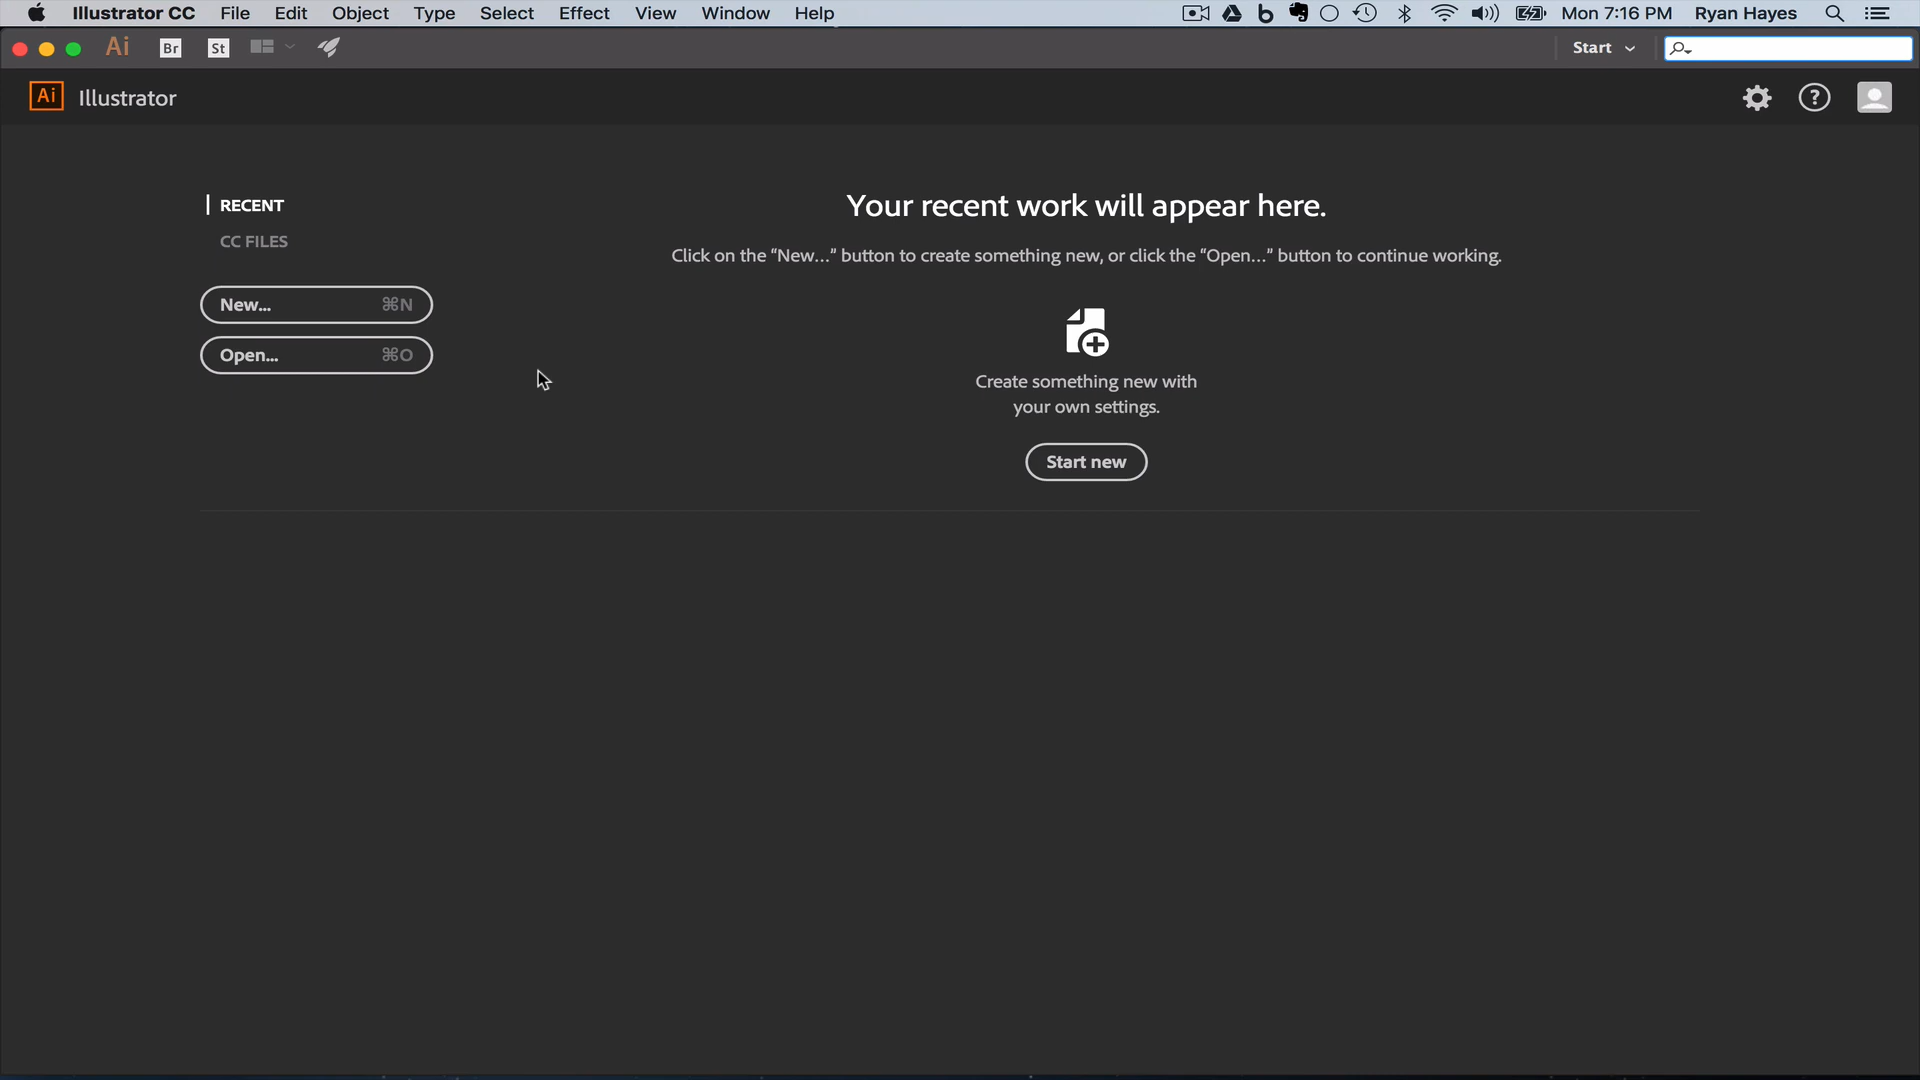 Illustrator CC File Edit Object Type Select Effect View Window Help Mon 7:16 PM Ryan Hayes
Ai Br St Start
Ai Illustrator
RECENT
CC FILES
New... ⌘N
Open... ⌘O
Your recent work will appear here.
Click on the “New...” button to create something new, or click the “Open...” button to continue working.
Create something new with
your own settings.
Start new